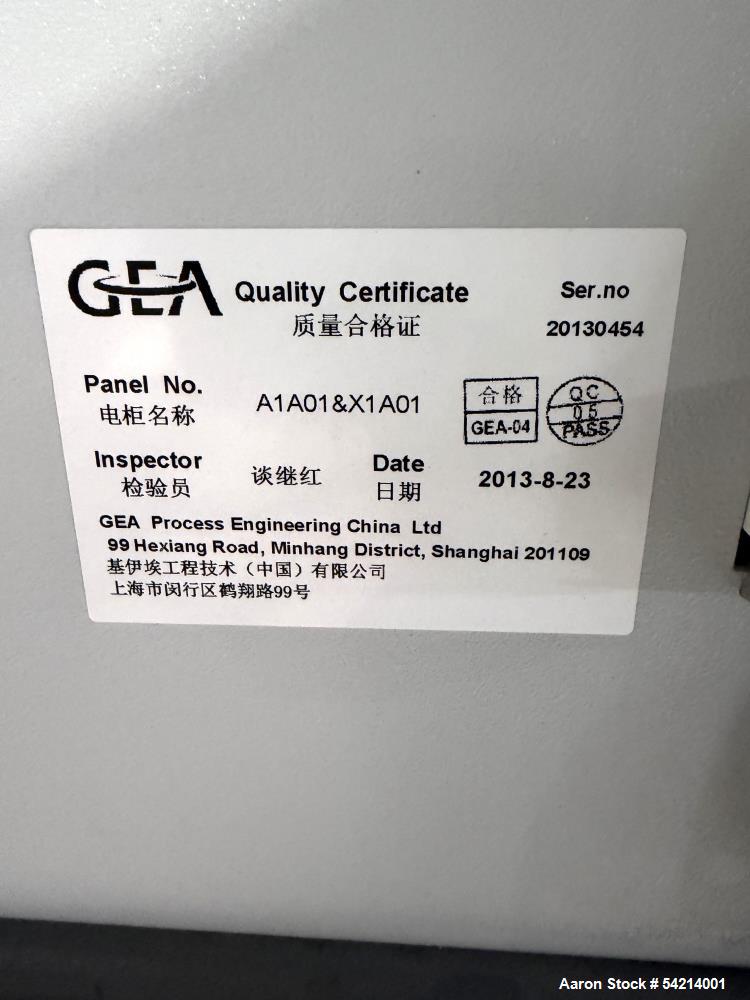 GEA Quality Certificate Ser.no
质量合格证 20130454
Panel No. A1A01&X1A01 合格 QC
电柜名称 GEA-04 05
PASS
Inspector 谈继红 Date 2013-8-23
检验员 日期
GEA Process Engineering China Ltd
99 Hexiang Road, Minhang District, Shanghai 201109
基伊埃工程技术（中国）有限公司
上海市闵行区鹤翔路99号
Aaron Stock # 54214001